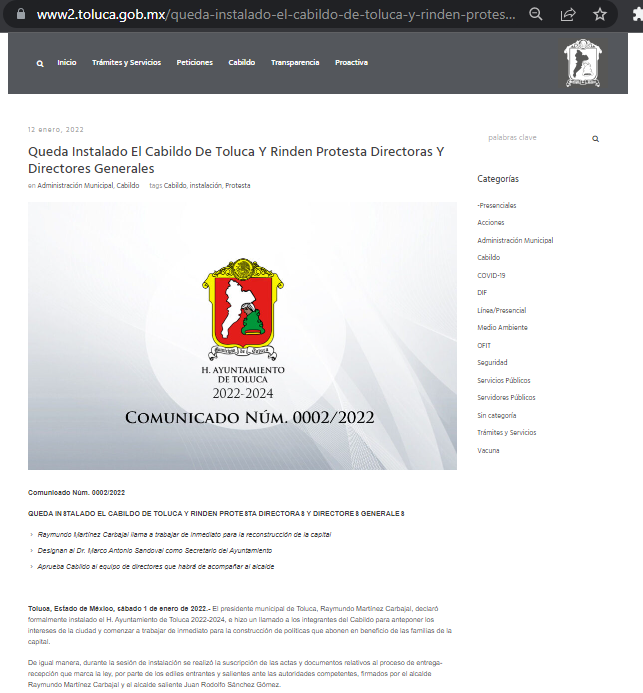 www2.toluca.gob.mx/queda-instalado-el-cabildo-de-toluca-y-rinden-protes...
Inicio Trámites y Servicios Peticiones Cabildo Transparencia Proactiva
12 enero, 2022
Queda Instalado El Cabildo De Toluca Y Rinden Protesta Directoras Y
Directores Generales
en Administración Municipal, Cabildo tags Cabildo, instalación, Protesta
H. AYUNTAMIENTO
DE TOLUCA
2022-2024
COMUNICADO NÚM. 0002/2022
Comunicado Núm. 0002/2022
QUEDA INSTALADO EL CABILDO DE TOLUCA Y RINDEN PROTESTA DIRECTORAS Y DIRECTORES GENERALES
› Raymundo Martínez Carbajal llama a trabajar de inmediato para la reconstrucción de la capital
› Designan al Dr. Marco Antonio Sandoval como Secretario del Ayuntamiento
› Aprueba Cabildo al equipo de directores que habrá de acompañar al alcalde
Toluca, Estado de México, sábado 1 de enero de 2022.- El presidente municipal de Toluca, Raymundo Martínez Carbajal, declaró
formalmente instalado el H. Ayuntamiento de Toluca 2022-2024, e hizo un llamado a los integrantes del Cabildo para anteponer los
intereses de la ciudad y comenzar a trabajar de inmediato para la construcción de políticas que abonen en beneficio de las familias de la
capital.
De igual manera, durante la sesión de instalación se realizó la suscripción de las actas y documentos relativos al proceso de entrega-
recepción que marca la ley, por parte de los ediles entrantes y salientes ante las autoridades competentes, firmados por el alcalde
Raymundo Martínez Carbajal y el alcalde saliente Juan Rodolfo Sánchez Gómez.
palabras clave
Categorías
-Presenciales
Acciones
Administración Municipal
Cabildo
COVID-19
DIF
Línea/Presencial
Medio Ambiente
OFIT
Seguridad
Servicios Públicos
Servidores Públicos
Sin categoría
Trámites y Servicios
Vacuna